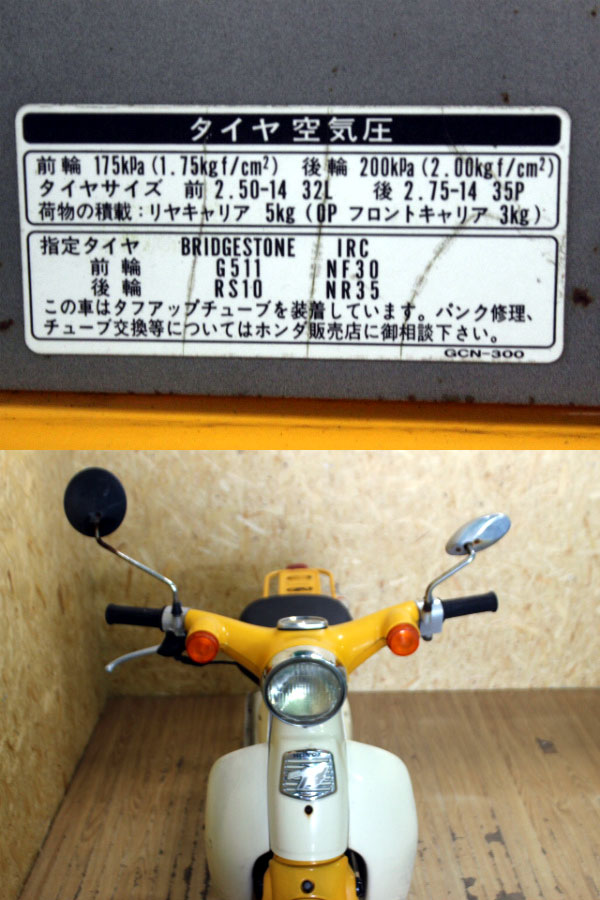 タイヤ 空気圧
前輪 175kPa (1.75kgf/cm²) 後輪 200kPa (2.00kgf/cm²)
タイヤサイズ 前 2.50-14 32L 後 2.75-14 35P
荷物の積載:リヤキャリア 5kg (OP フロントキャリア 3kg)
指定タイヤ BRIDGESTONE IRC
前輪 G511 NF30
後輪 RS10 NR35
この車はタフアップチューブを装着しています。パンク修理、
チューブ交換等についてはホンダ販売店に御相談下さい。
GCN-300